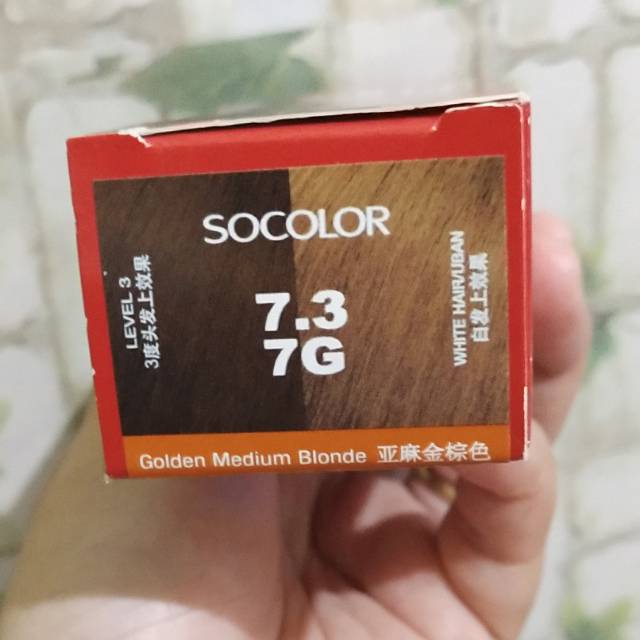 SOCOLOR
LEVEL 3
3度头发上效果
7.3
7G
WHITE HAIR/UBAN
白发上效果
Golden Medium Blonde 亚麻金棕色